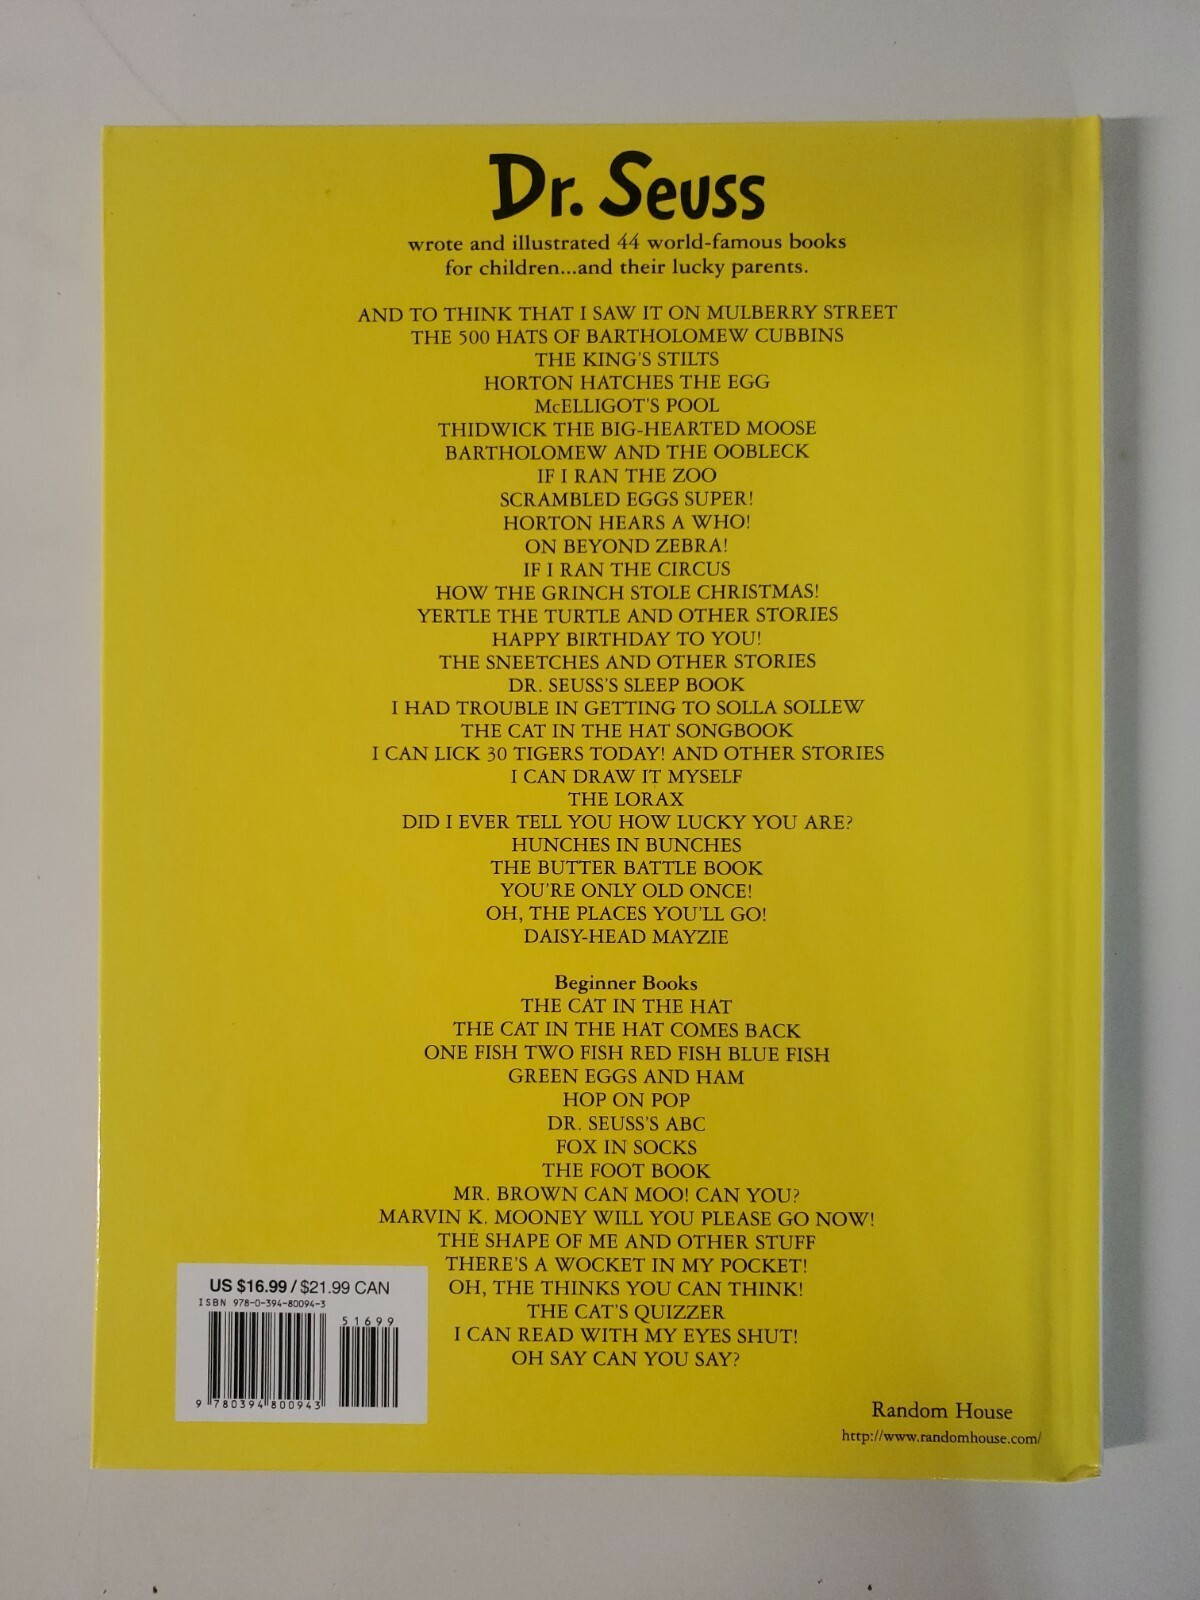 Dr. Seuss
wrote and illustrated 44 world-famous books
for children...and their lucky parents.
AND TO THINK THAT I SAW IT ON MULBERRY STREET
THE 500 HATS OF BARTHOLOMEW CUBBINS
THE KING'S STILTS
HORTON HATCHES THE EGG
McELLIGOT'S POOL
THIDWICK THE BIG-HEARTED MOOSE
BARTHOLOMEW AND THE OOBLECK
IF I RAN THE ZOO
SCRAMBLED EGGS SUPER!
HORTON HEARS A WHO!
ON BEYOND ZEBRA!
IF I RAN THE CIRCUS
HOW THE GRINCH STOLE CHRISTMAS!
YERTLE THE TURTLE AND OTHER STORIES
HAPPY BIRTHDAY TO YOU!
THE SNEETCHES AND OTHER STORIES
DR. SEUSS'S SLEEP BOOK
I HAD TROUBLE IN GETTING TO SOLLA SOLLEW
THE CAT IN THE HAT SONGBOOK
I CAN LICK 30 TIGERS TODAY! AND OTHER STORIES
I CAN DRAW IT MYSELF
THE LORAX
DID I EVER TELL YOU HOW LUCKY YOU ARE?
HUNCHES IN BUNCHES
THE BUTTER BATTLE BOOK
YOU'RE ONLY OLD ONCE!
OH, THE PLACES YOU'LL GO!
DAISY-HEAD MAYZIE
Beginner Books
THE CAT IN THE HAT
THE CAT IN THE HAT COMES BACK
ONE FISH TWO FISH RED FISH BLUE FISH
GREEN EGGS AND HAM
HOP ON POP
DR. SEUSS'S ABC
FOX IN SOCKS
THE FOOT BOOK
MR. BROWN CAN MOO! CAN YOU?
MARVIN K. MOONEY WILL YOU PLEASE GO NOW!
THE SHAPE OF ME AND OTHER STUFF
THERE'S A WOCKET IN MY POCKET!
OH, THE THINKS YOU CAN THINK!
THE CAT'S QUIZZER
I CAN READ WITH MY EYES SHUT!
OH SAY CAN YOU SAY?
US $16.99 / $21.99 CAN
ISBN 978-0-394-80094-3
51699
9 780394 800943
Random House
http://www.randomhouse.com/